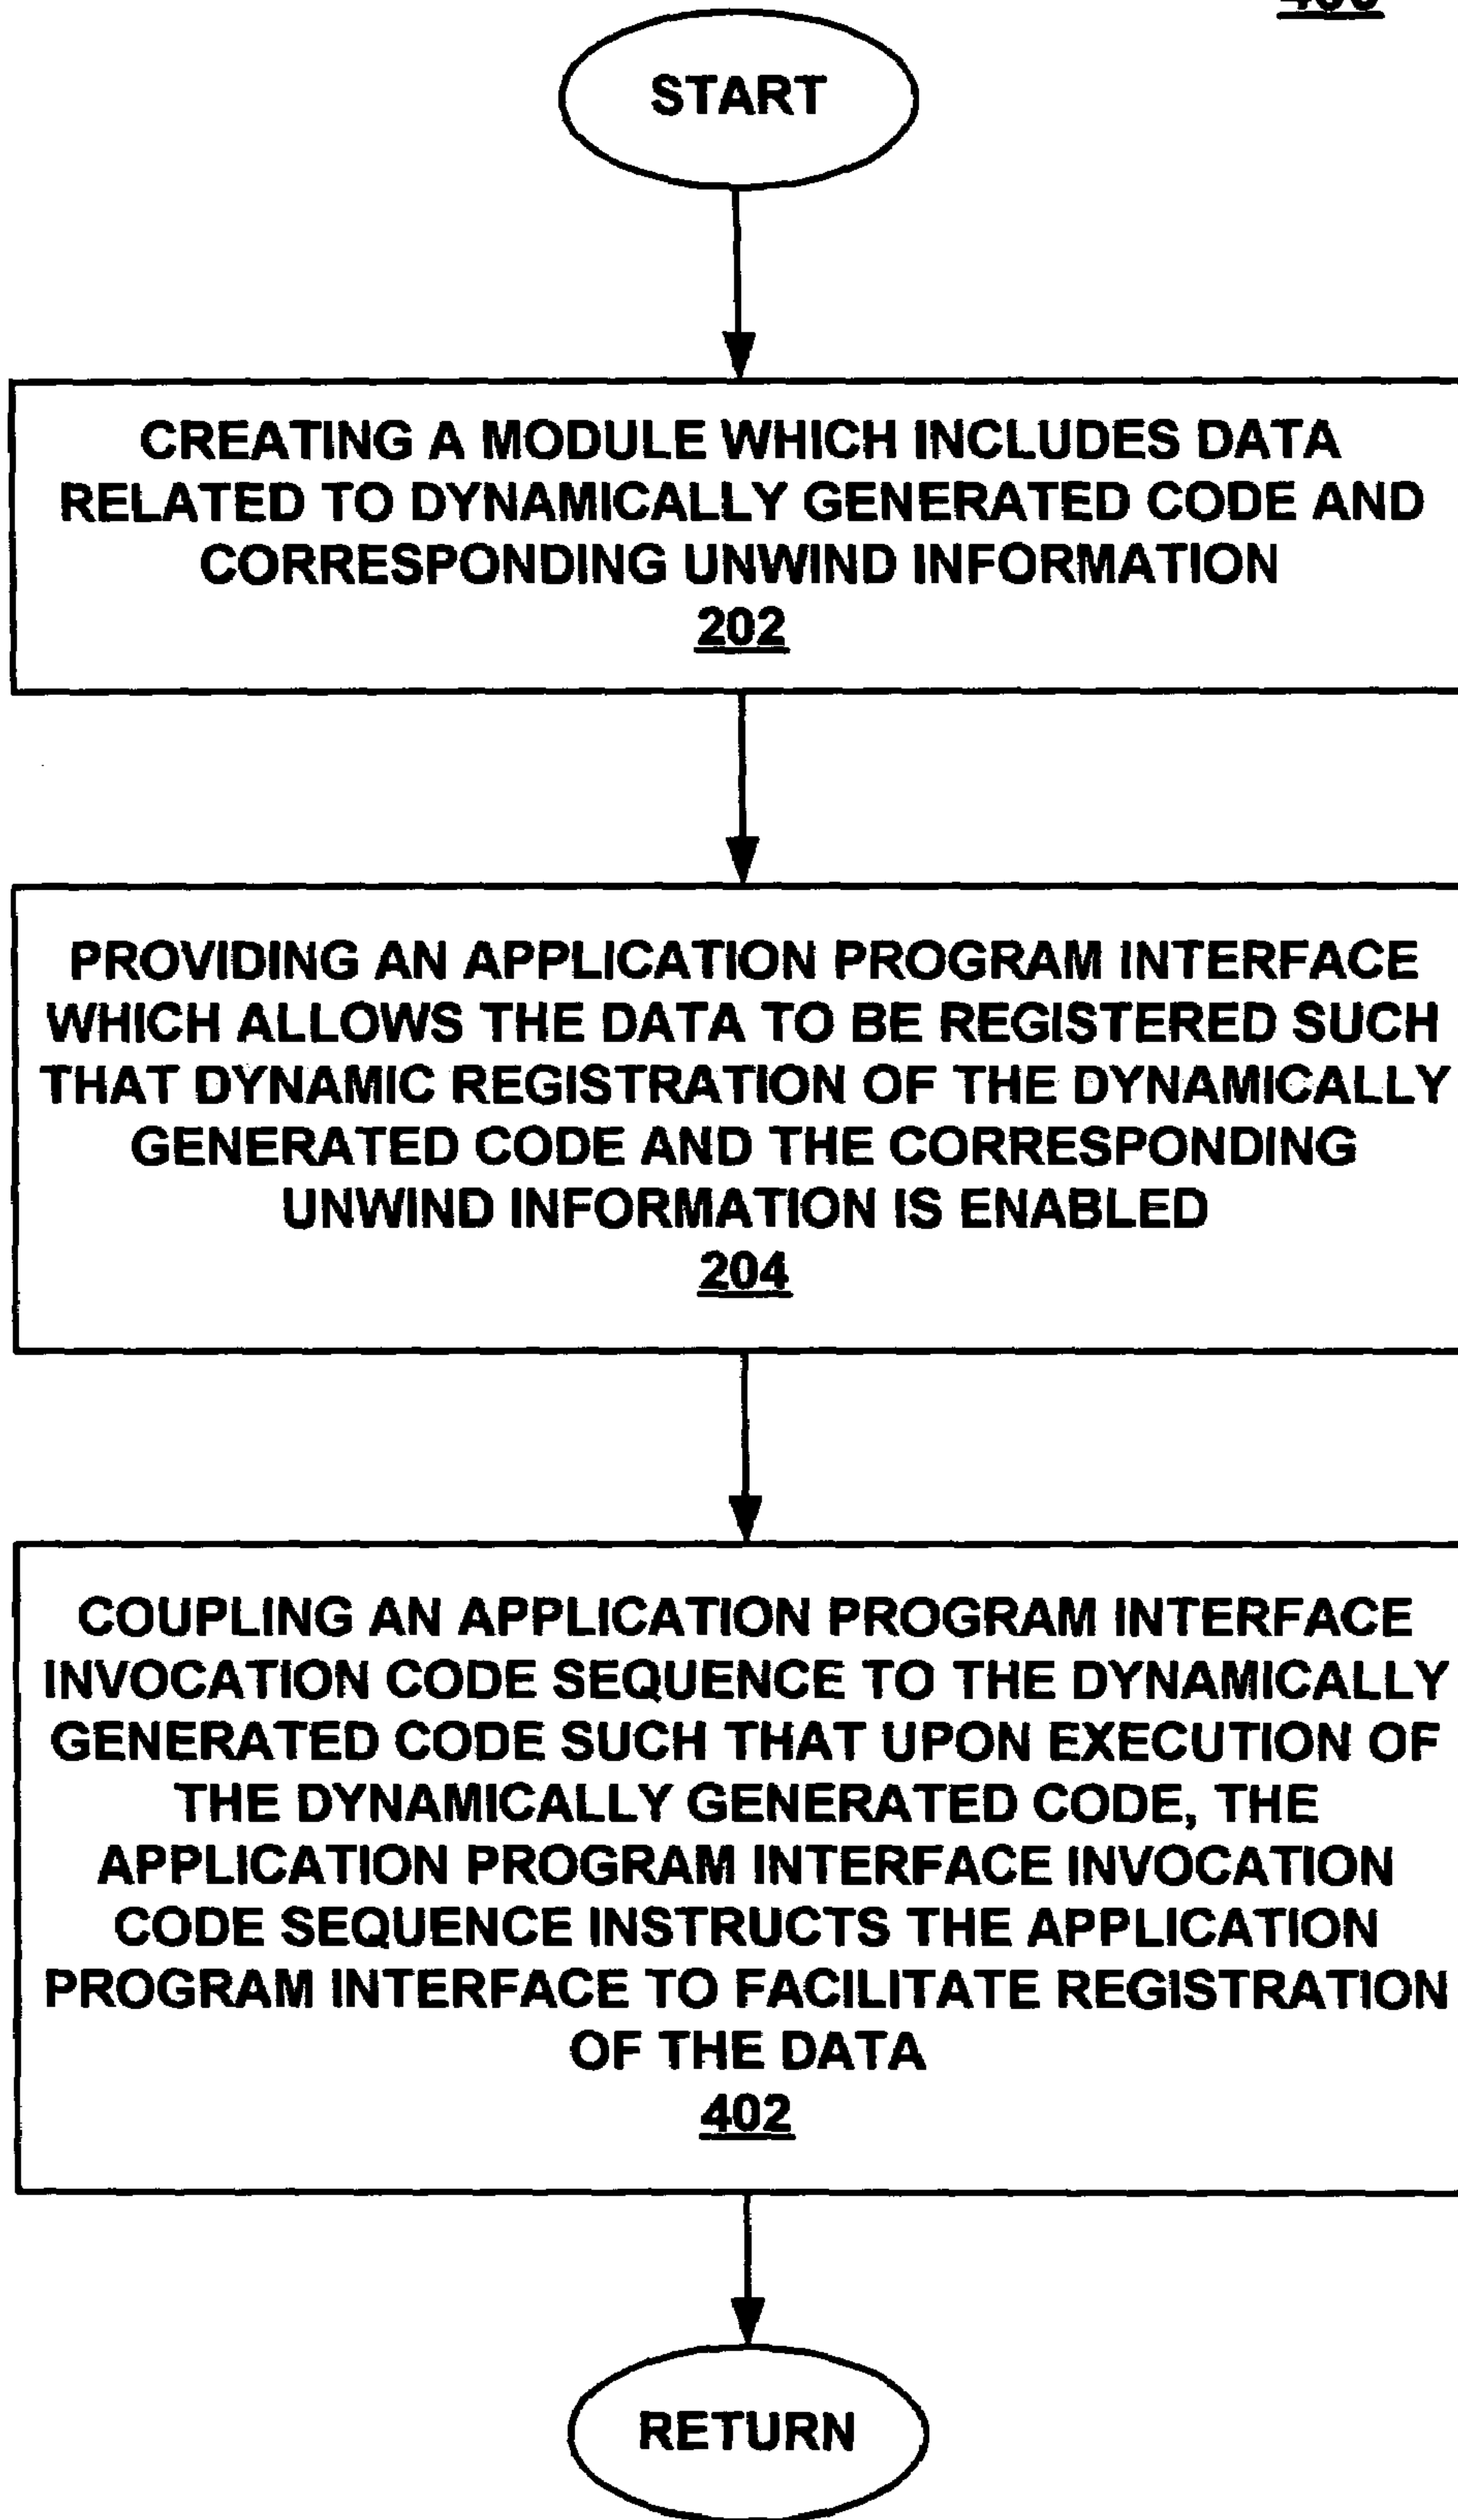 START
CREATING A MODULE WHICH INCLUDES DATA
RELATED TO DYNAMICALLY GENERATED CODE AND
CORRESPONDING UNWIND INFORMATION
202
PROVIDING AN APPLICATION PROGRAM INTERFACE
WHICH ALLOWS THE DATA TO BE REGISTERED SUCH
THAT DYNAMIC REGISTRATION OF THE DYNAMICALLY
GENERATED CODE AND THE CORRESPONDING
UNWIND INFORMATION IS ENABLED
204
COUPLING AN APPLICATION PROGRAM INTERFACE
INVOCATION CODE SEQUENCE TO THE DYNAMICALLY
GENERATED CODE SUCH THAT UPON EXECUTION OF
THE DYNAMICALLY GENERATED CODE, THE
APPLICATION PROGRAM INTERFACE INVOCATION
CODE SEQUENCE INSTRUCTS THE APPLICATION
PROGRAM INTERFACE TO FACILITATE REGISTRATION
OF THE DATA
402
RETURN